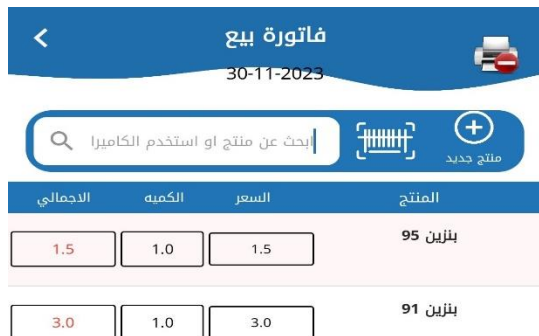 فاتورة بيع
30-11-2023
منتج جديد
ابحث عن منتج او استخدم الكاميرا
المنتج السعر الكميه الاجمالي
بنزين 95 1.5 1.0 1.5
بنزين 91 3.0 1.0 3.0